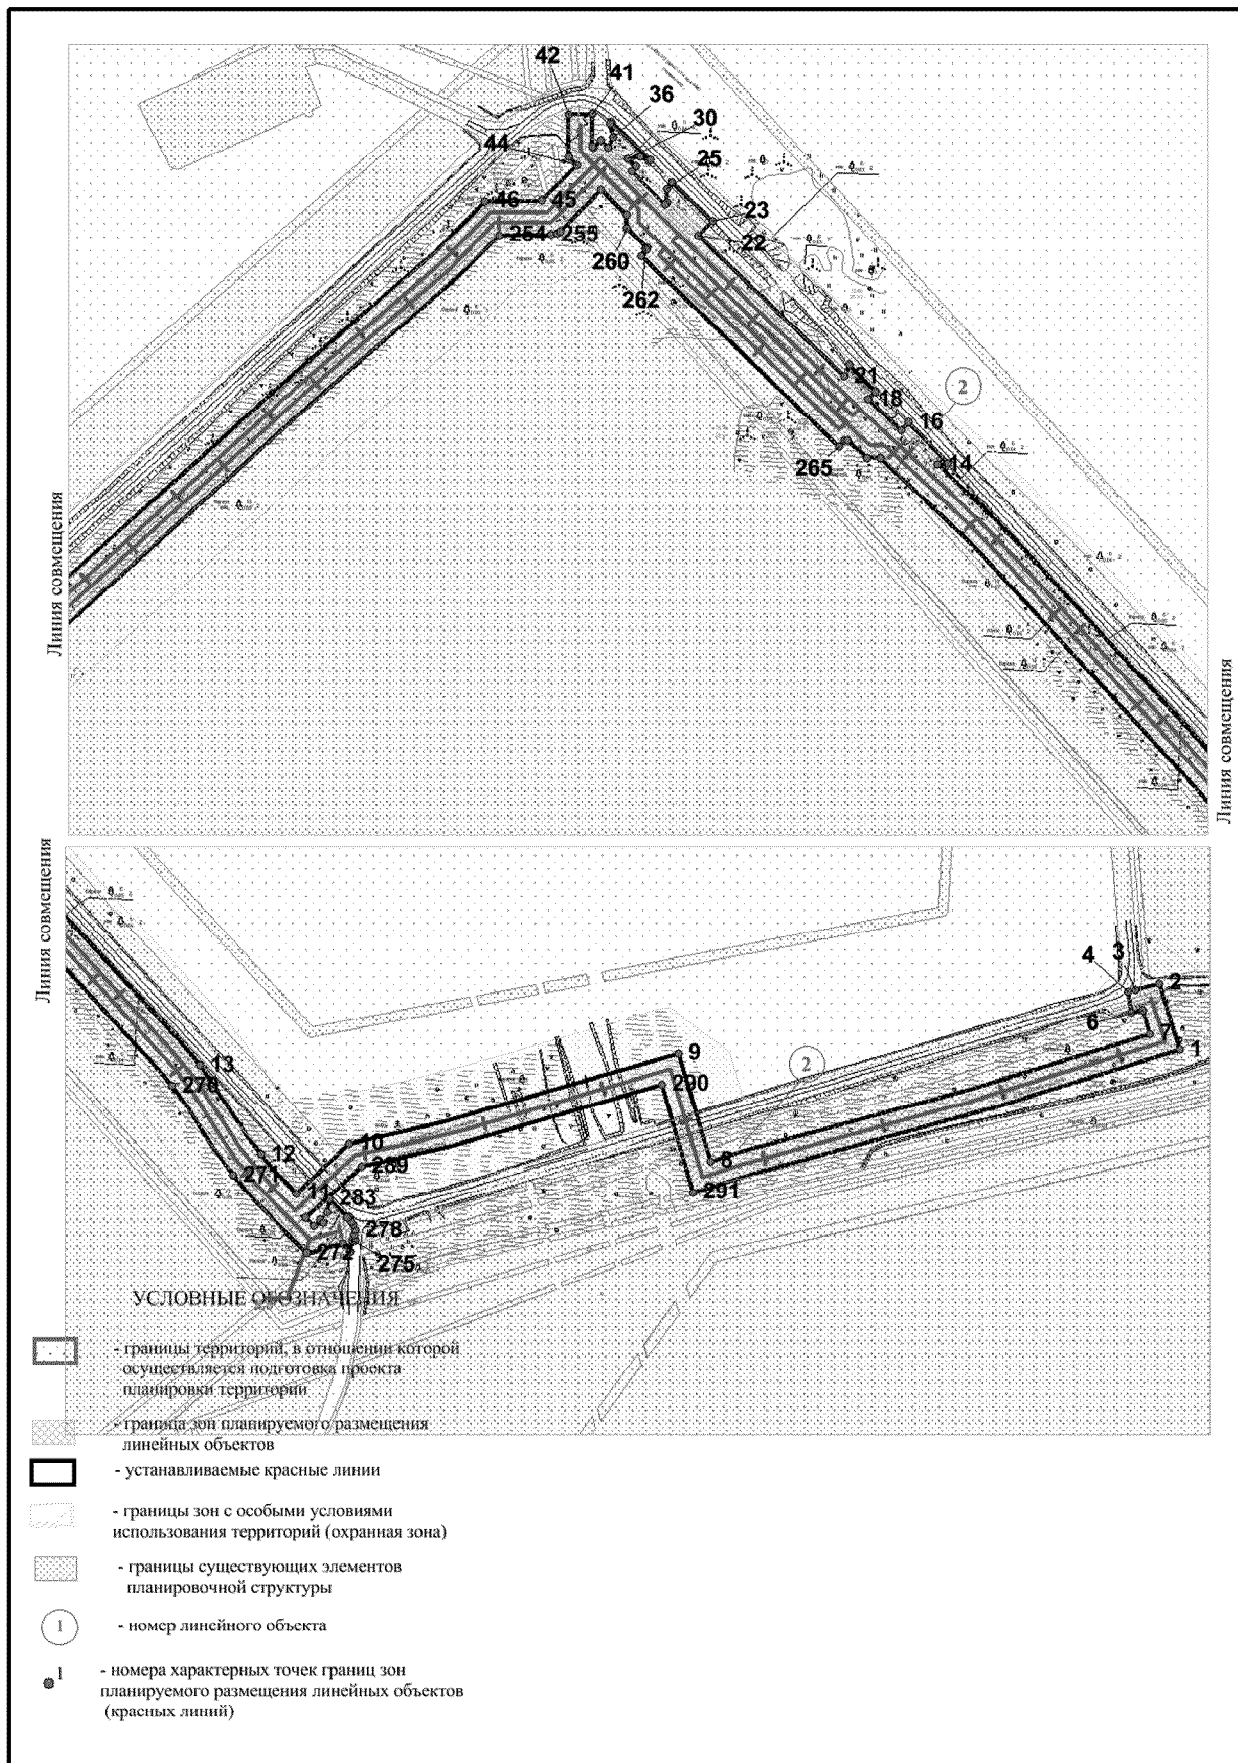 42
41
36
30
44
25
46
45
23
254
255
22
260
262
21
2
18
16
265
14
Линия совмещения
Линия совмещения
Линия совмещения
3
4
2
6
7
1
13
9
2
270
290
10
12
289
8
271
11
283
291
278
272
275
УСЛОВНЫЕ ОБОЗНАЧЕНИЯ
- границы территорий, в отношении которой
осуществляется подготовка проекта
планировки территории
- граница зон планируемого размещения
линейных объектов
- устанавливаемые красные линии
- границы зон с особыми условиями
использования территорий (охранная зона)
- границы существующих элементов
планировочной структуры
1
- номер линейного объекта
1
- номера характерных точек границ зон
планируемого размещения линейных объектов
(красных линий)